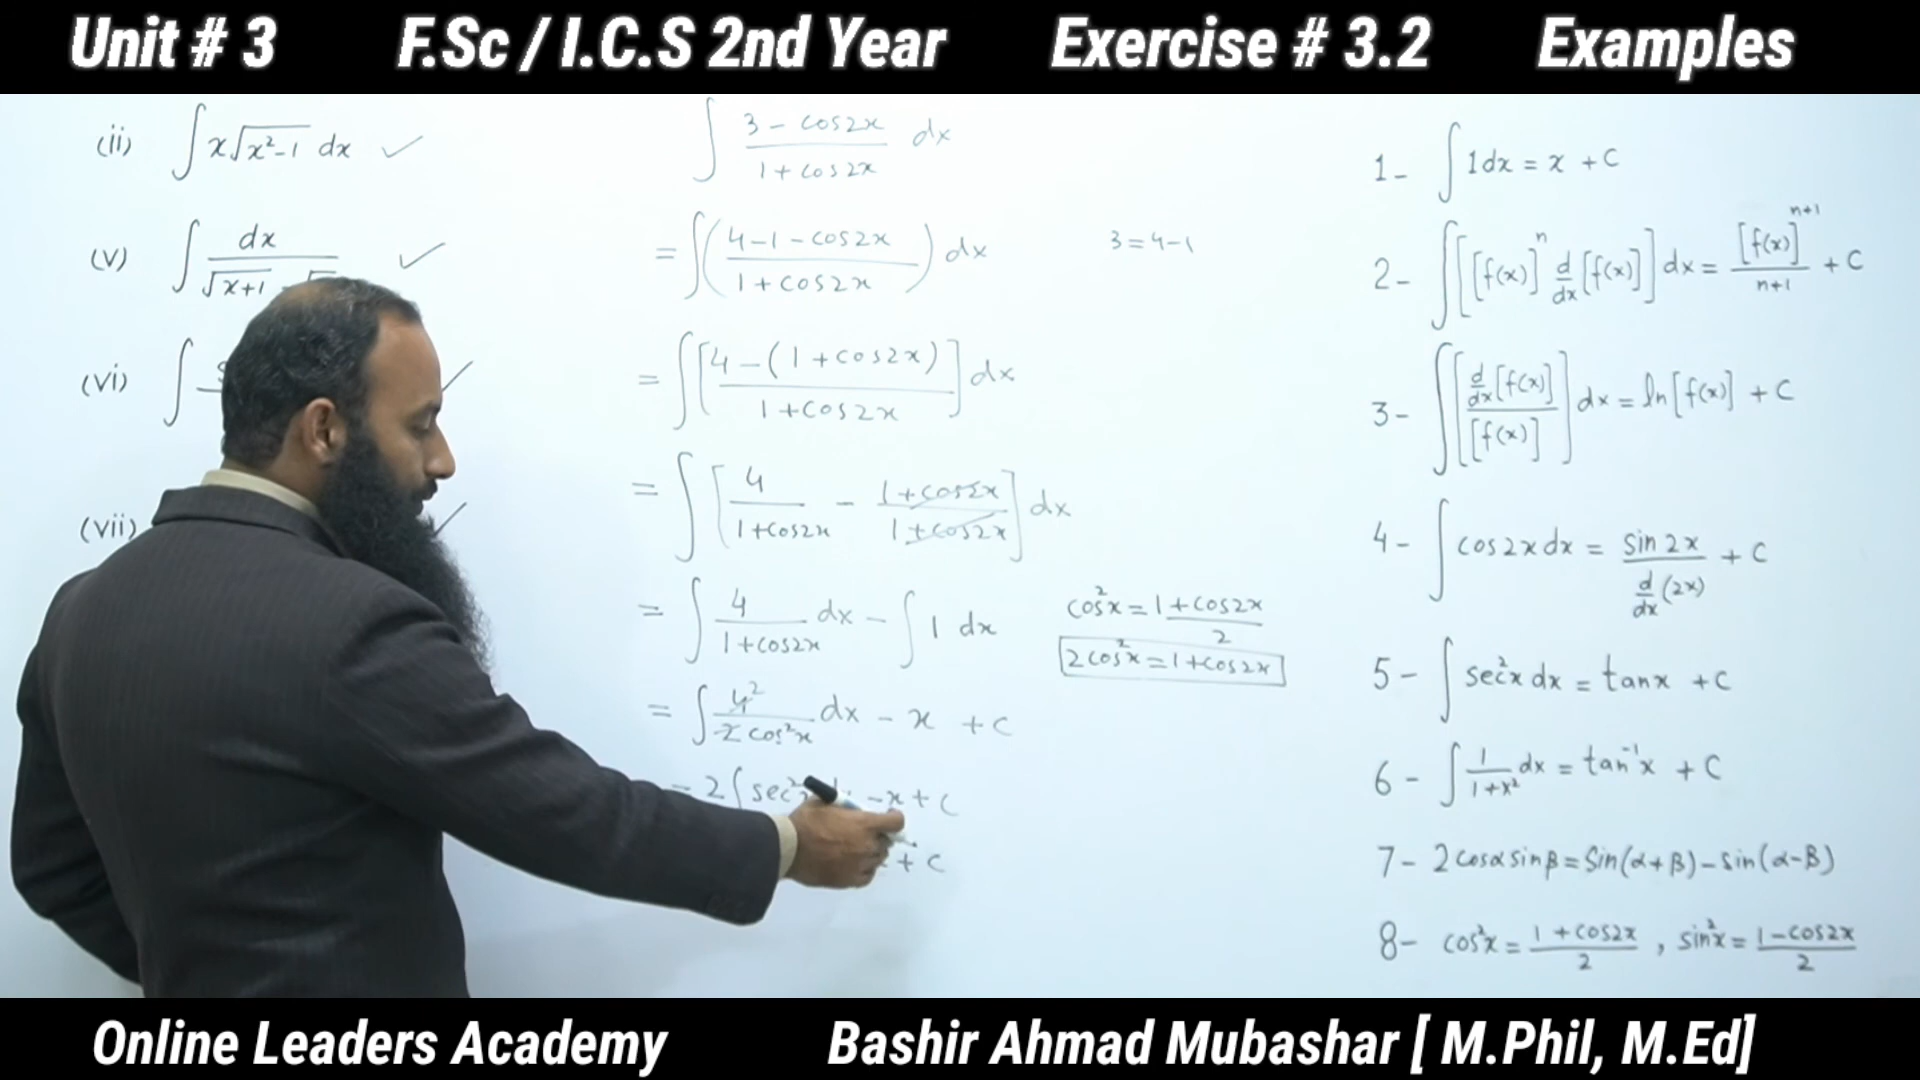 Unit # 3 F.Sc / I.C.S 2nd Year Exercise # 3.2 Examples
(ii) ∫ x√(x²-1) dx ✓
(v) ∫ dx / (√(x+1) -
(vi) ∫
(vii)
∫ (3 - cos2x)/(1 + cos2x) dx
= ∫ ((4-1-cos2x)/(1+cos2x)) dx
3 = 4-1
= ∫ [(4-(1+cos2x))/(1+cos2x)] dx
= ∫ [4/(1+cos2x) - (1+cos2x)/(1+cos2x)] dx
= ∫ 4/(1+cos2x) dx - ∫ 1 dx
cos²x = (1+cos2x)/2
2cos²x = 1+cos2x
= ∫ 4²/(2cos²x) dx - x + c
= 2∫ sec²x - x + c
+ c
1- ∫ 1dx = x + C
2- ∫ [[f(x)]ⁿ d/dx [f(x)]] dx = [f(x)]ⁿ⁺¹/(n+1) + C
3- ∫ [d/dx [f(x)] / [f(x)]] dx = ln[f(x)] + C
4- ∫ cos2x dx = sin2x / (d/dx (2x)) + C
5- ∫ sec²x dx = tanx + C
6- ∫ 1/(1+x²) dx = tan⁻¹x + C
7- 2cosα sinβ = Sin(α+β) - sin(α-β)
8- cos²x = (1+cos2x)/2 , sin²x = (1-cos2x)/2
Online Leaders Academy Bashir Ahmad Mubashar [ M.Phil, M.Ed]